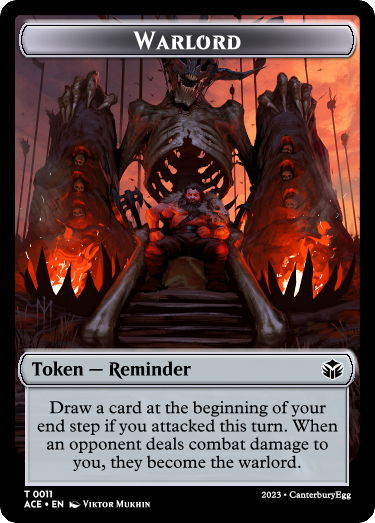 Warlord
Token — Reminder
Draw a card at the beginning of your
end step if you attacked this turn. When
an opponent deals combat damage to
you, they become the warlord.
T 0011
ACE • EN Viktor Mukhin
2023 • CanterburyEgg